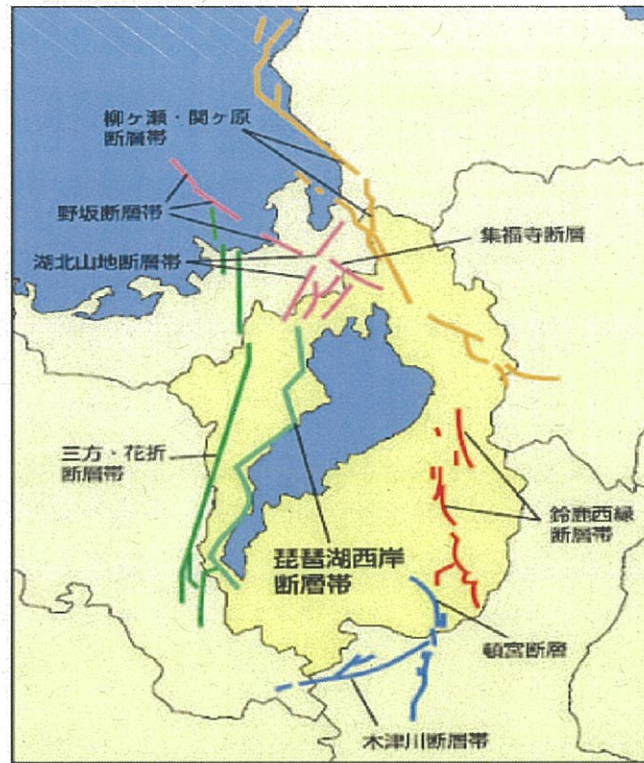 柳ヶ瀬・関ヶ原
断層帯
野坂断層帯
集福寺断層
湖北山地断層帯
三方・花折
断層帯
鈴鹿西縁
断層帯
琵琶湖西岸
断層帯
頓宮断層
木津川断層帯